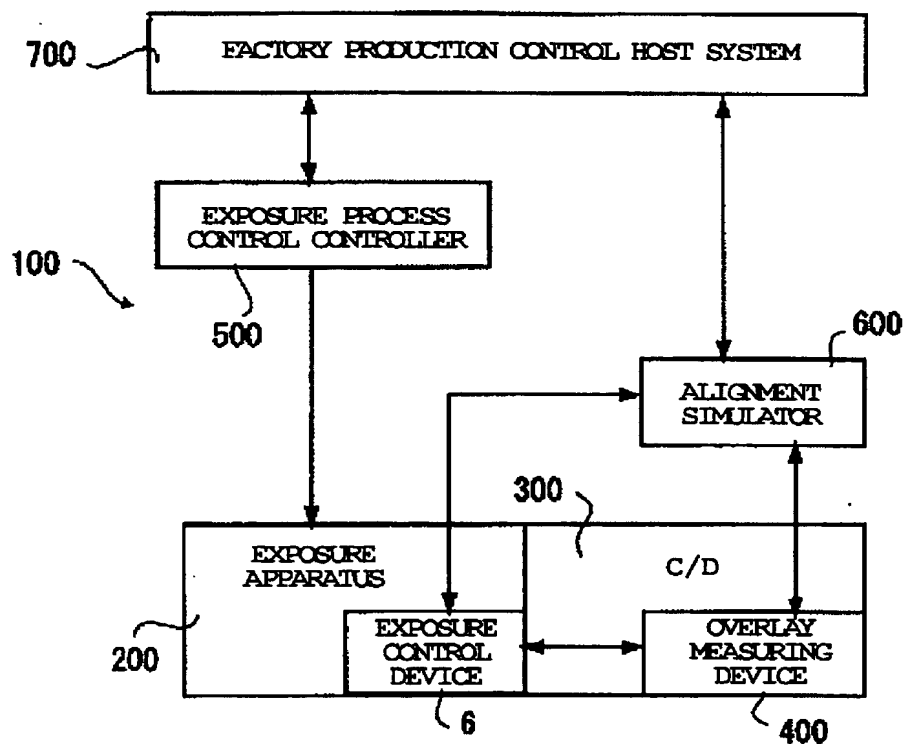 700
FACTORY PRODUCTION CONTROL HOST SYSTEM
EXPOSURE PROCESS
CONTROL CONTROLLER
100
500
600
ALIGNMENT
SIMULATOR
300
EXPOSURE
APPARATUS
C/D
200
EXPOSURE
CONTROL
DEVICE
OVERLAY
MEASURING
DEVICE
6
400